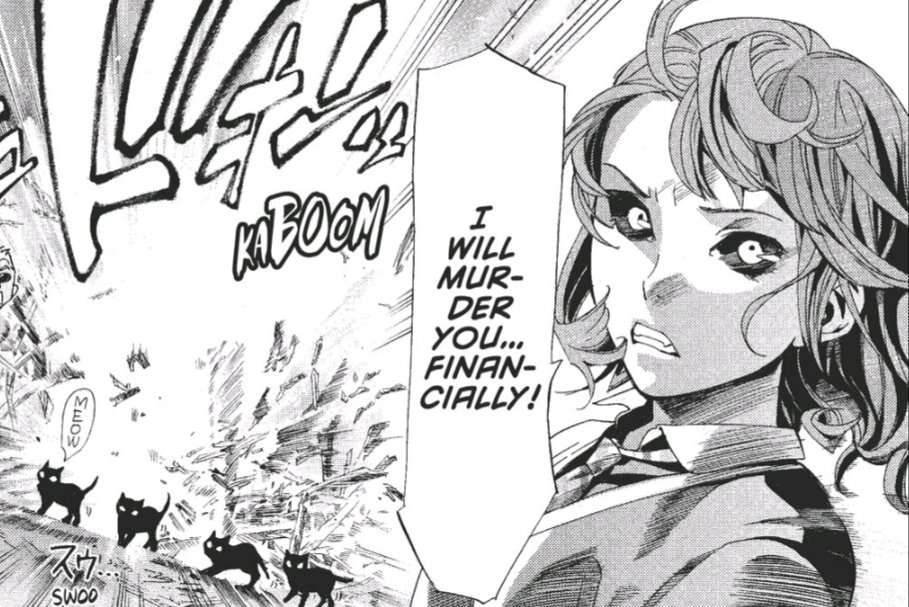 I
WILL
MUR-
DER
YOU...
FINAN-
CIALLY!
KABOOM
MEOW
スゥ...
SWOO